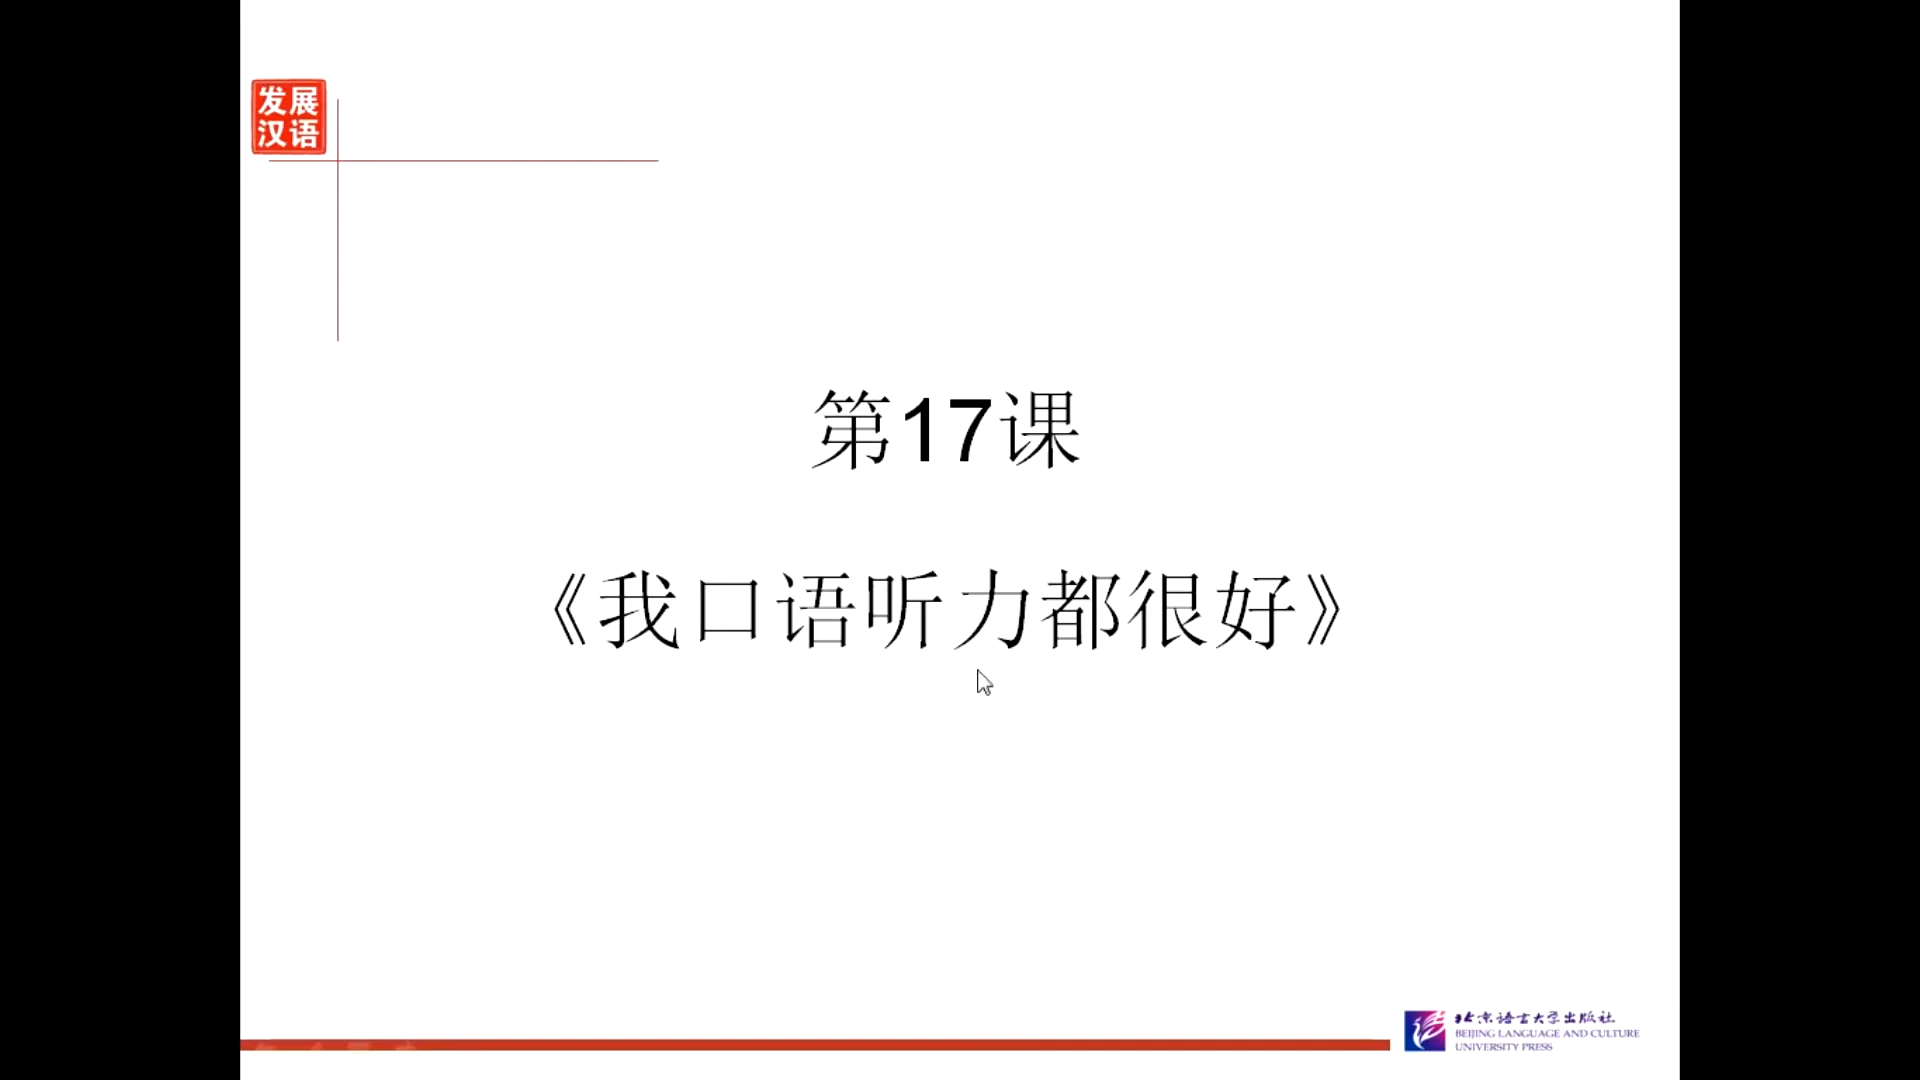 发展
汉语
第17课
《我口语听力都很好》
北京语言大学出版社
BEIJING LANGUAGE AND CULTURE
UNIVERSITY PRESS